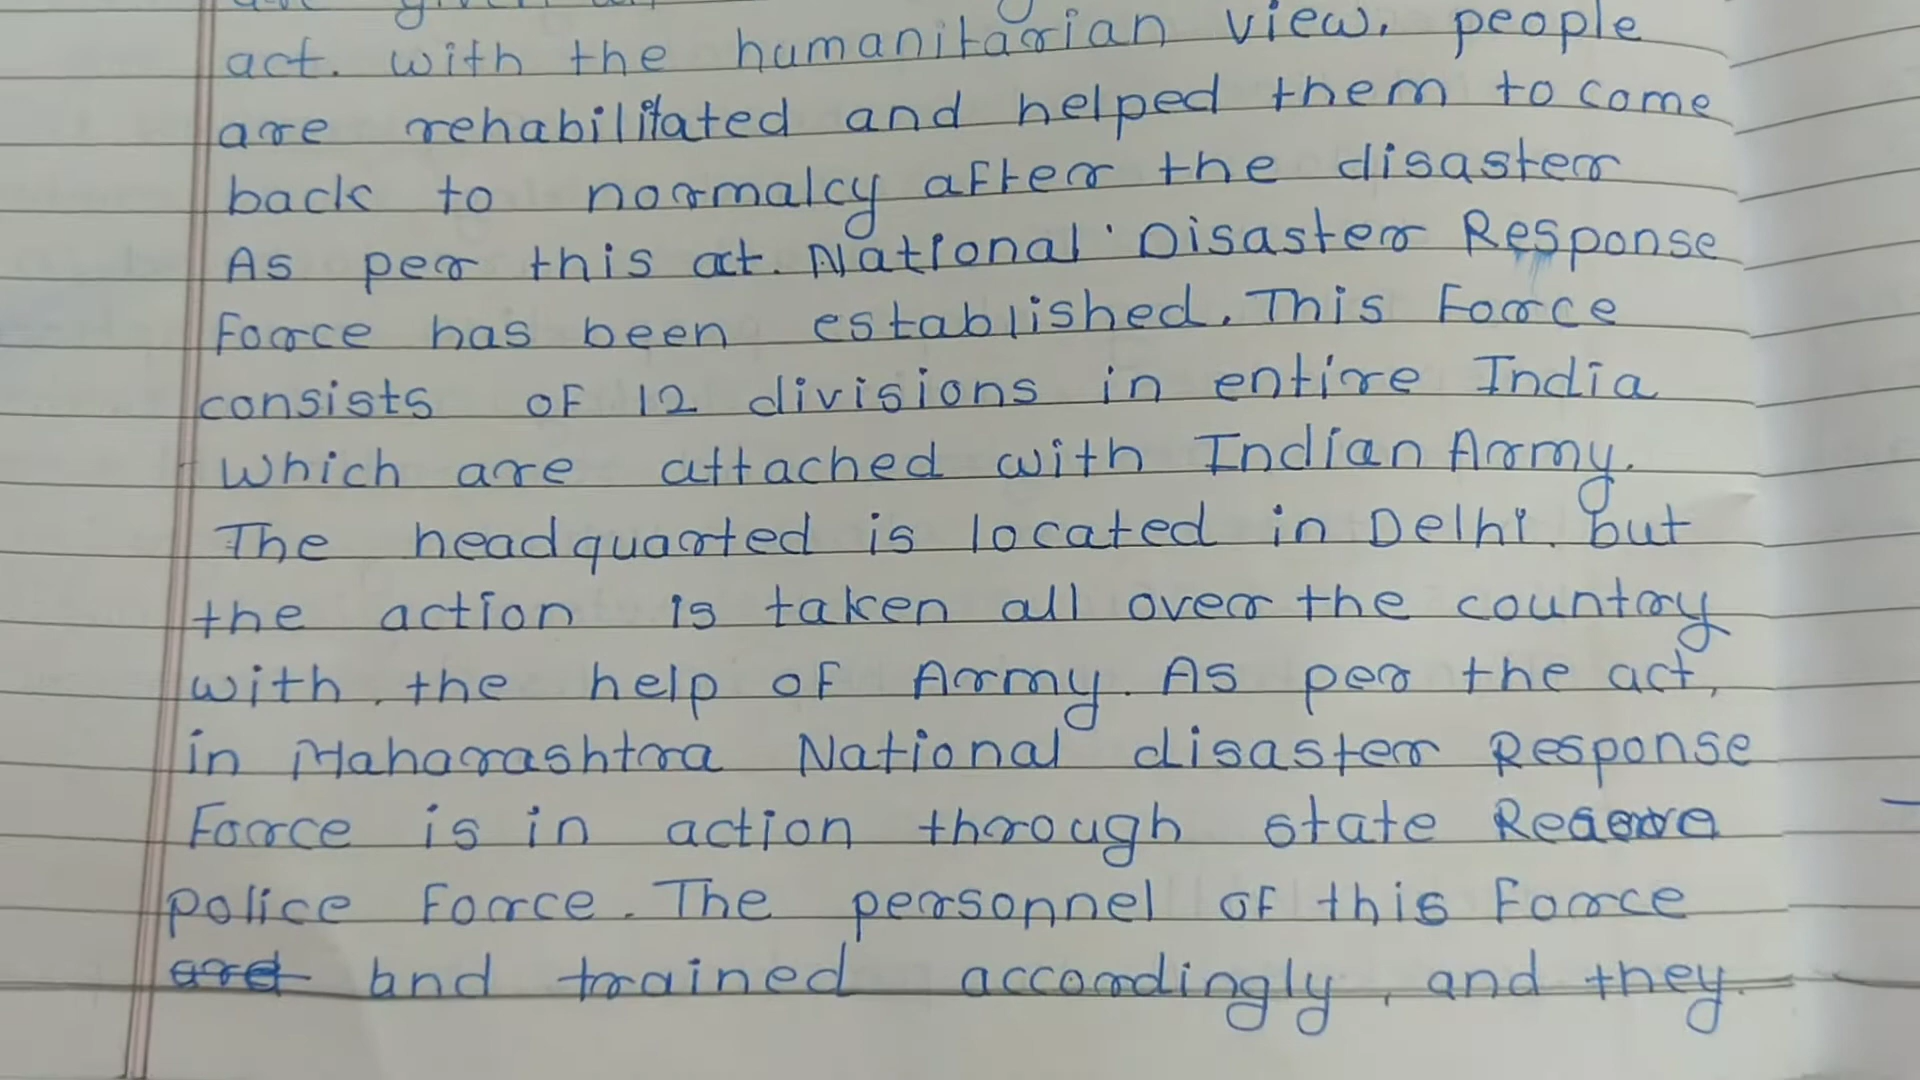 act. with the humanitarian view, people
are rehabilitated and helped them to come
back to normalcy after the disaster
As per this act. National Disaster Response
Force has been established. This Force
consists of 12 divisions in entire India
which are attached with Indian Army.
The headquarted is located in Delhi. but
the action is taken all over the country
with the help of Army. As per the act,
in Maharashtra National disaster Response
Force is in action through state Reserve
police Force. The personnel of this Force
and trained accordingly, and they